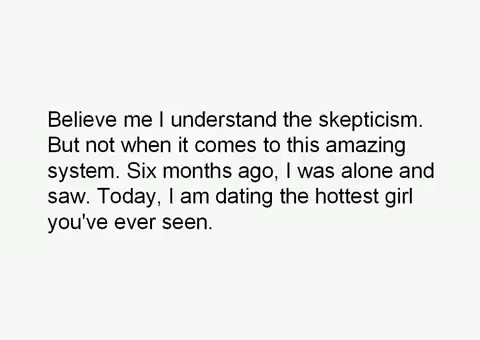 Believe me I understand the skepticism.
But not when it comes to this amazing
system. Six months ago, I was alone and
saw. Today, I am dating the hottest girl
you've ever seen.